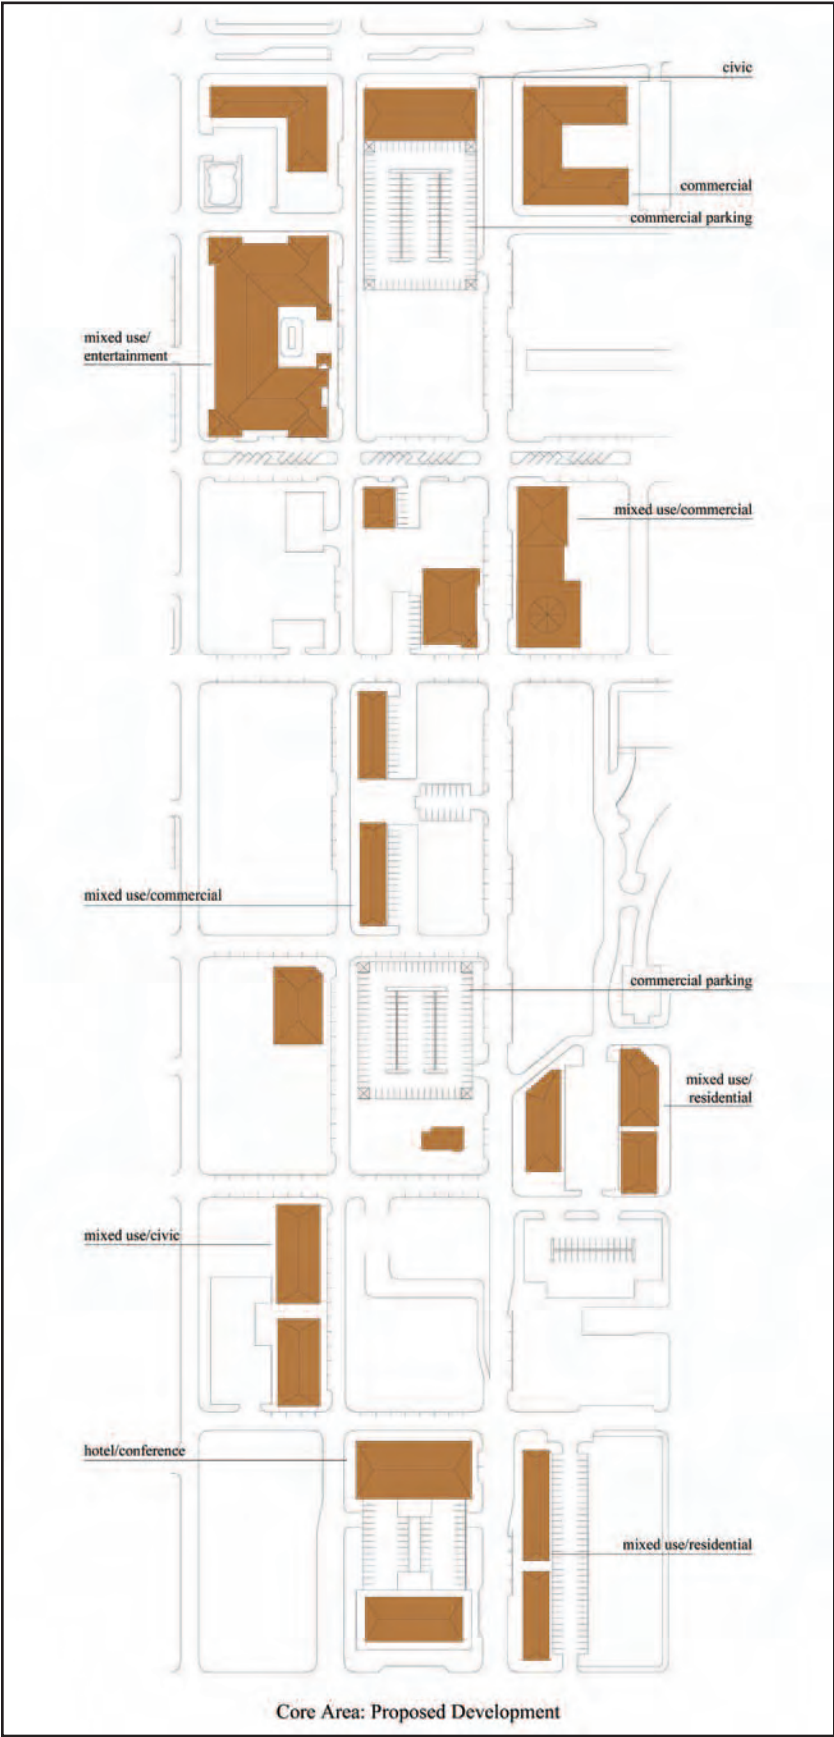 civic
commercial
commercial parking
mixed use/
entertainment
mixed use/commercial
mixed use/commercial
commercial parking
mixed use/
residential
mixed use/civic
hotel/conference
mixed use/residential
Core Area: Proposed Development